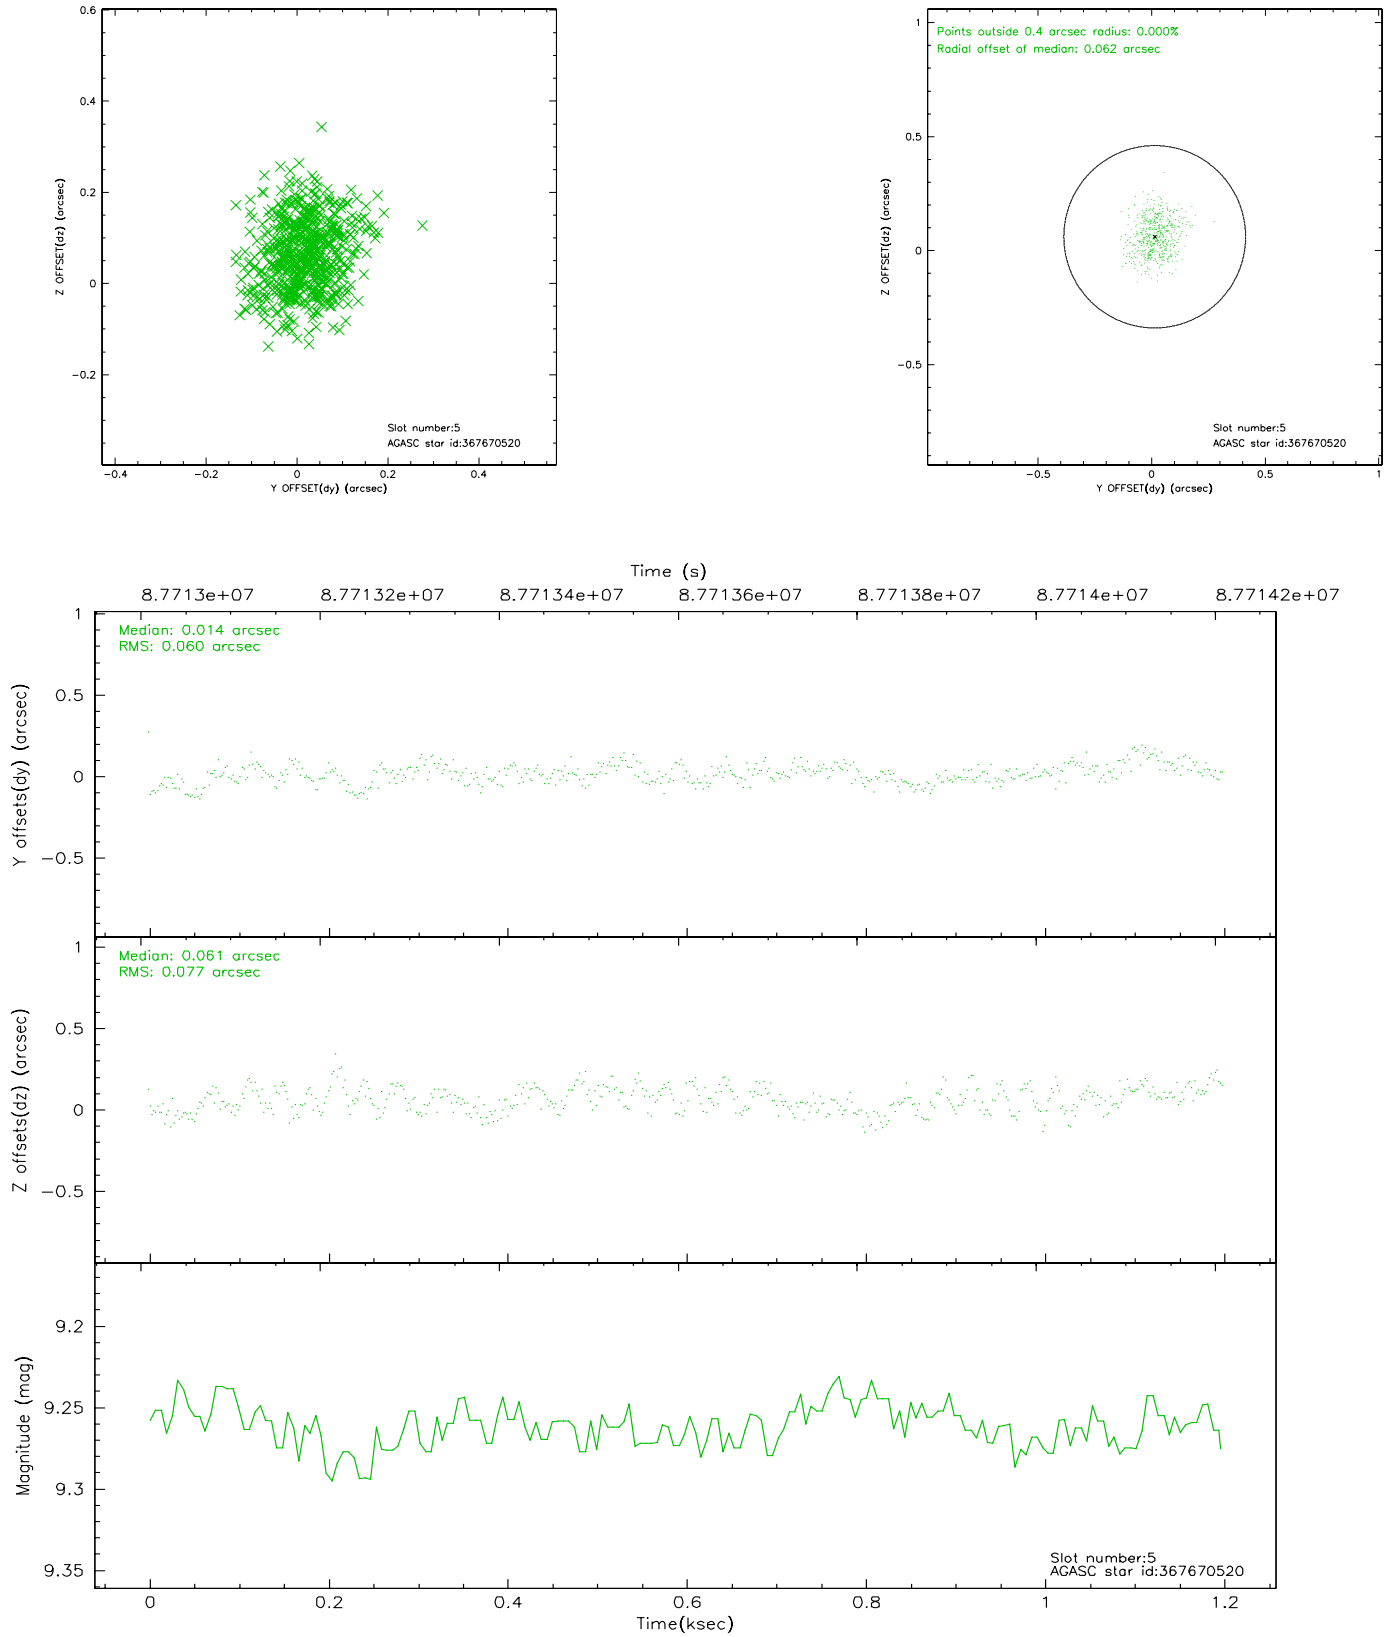 0.6
0.4
0.2
0
−0.2
Z OFFSET(dz) (arcsec)
Slot number:5
AGASC star id:367670520
−0.4 −0.2 0 0.2 0.4
Y OFFSET(dy) (arcsec)
Points outside 0.4 arcsec radius: 0.000%
Radial offset of median: 0.062 arcsec
1
0.5
0
−0.5
Z OFFSET(dz) (arcsec)
Slot number:5
AGASC star id:367670520
−0.5 0 0.5 1
Y OFFSET(dy) (arcsec)
Time (s)
8.7713e+07 8.77132e+07 8.77134e+07 8.77136e+07 8.77138e+07 8.7714e+07 8.77142e+07
Median: 0.014 arcsec
RMS: 0.060 arcsec
1
0.5
0
−0.5
Y offsets(dy) (arcsec)
Median: 0.061 arcsec
RMS: 0.077 arcsec
1
0.5
0
−0.5
Z offsets(dz) (arcsec)
9.2
9.25
9.3
9.35
Magnitude (mag)
Slot number:5
AGASC star id:367670520
0 0.2 0.4 0.6 0.8 1 1.2
Time(ksec)